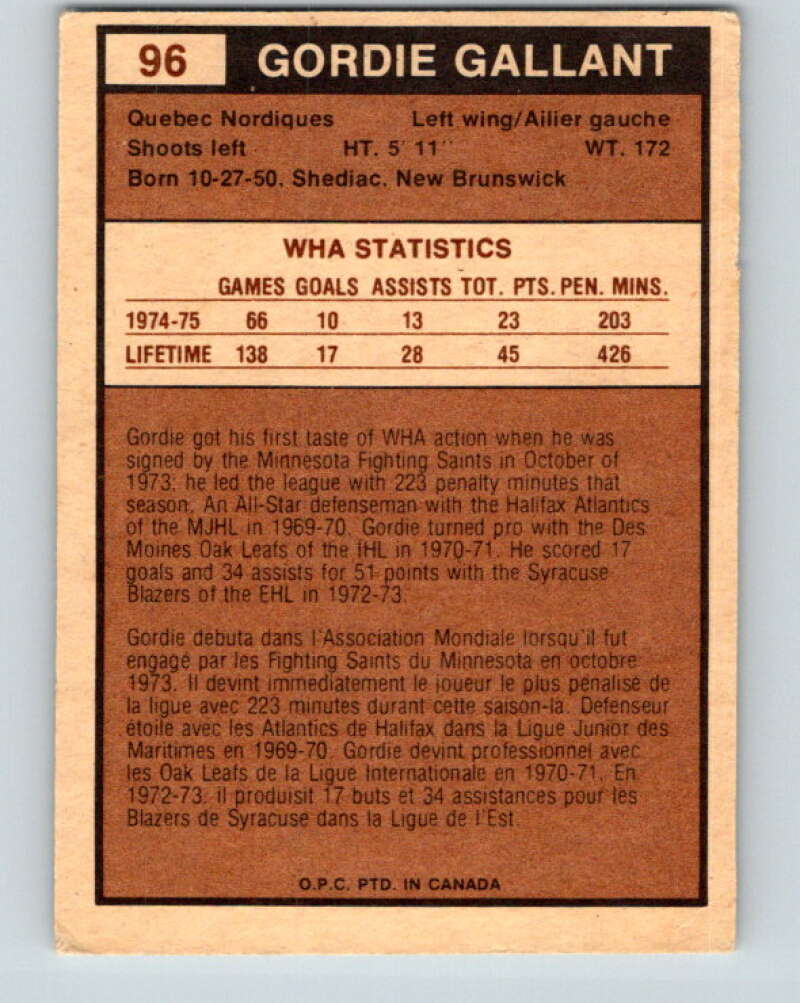 96 GORDIE GALLANT
Quebec Nordiques Left wing/Ailier gauche
Shoots left HT. 5' 11" WT. 172
Born 10-27-50, Shediac, New Brunswick
WHA STATISTICS
GAMES GOALS ASSISTS TOT. PTS. PEN. MINS.
1974-75 66 10 13 23 203
LIFETIME 138 17 28 45 426
Gordie got his first taste of WHA action when he was
signed by the Minnesota Fighting Saints in October of
1973; he led the league with 223 penalty minutes that
season. An All-Star defenseman with the Halifax Atlantics
of the MJHL in 1969-70, Gordie turned pro with the Des
Moines Oak Leafs of the IHL in 1970-71. He scored 17
goals and 34 assists for 51 points with the Syracuse
Blazers of the EHL in 1972-73.
Gordie débuta dans l'Association Mondiale lorsqu'il fut
engagé par les Fighting Saints du Minnesota en octobre
1973. Il devint immédiatement le joueur le plus pénalisé de
la ligue avec 223 minutes durant cette saison-là. Défenseur
étoile avec les Atlantics de Halifax dans la Ligue Junior des
Maritimes en 1969-70, Gordie devint professionnel avec
les Oak Leafs de la Ligue Internationale en 1970-71. En
1972-73, il produisit 17 buts et 34 assistances pour les
Blazers de Syracuse dans la Ligue de l'Est.
O.P.C. PTD. IN CANADA